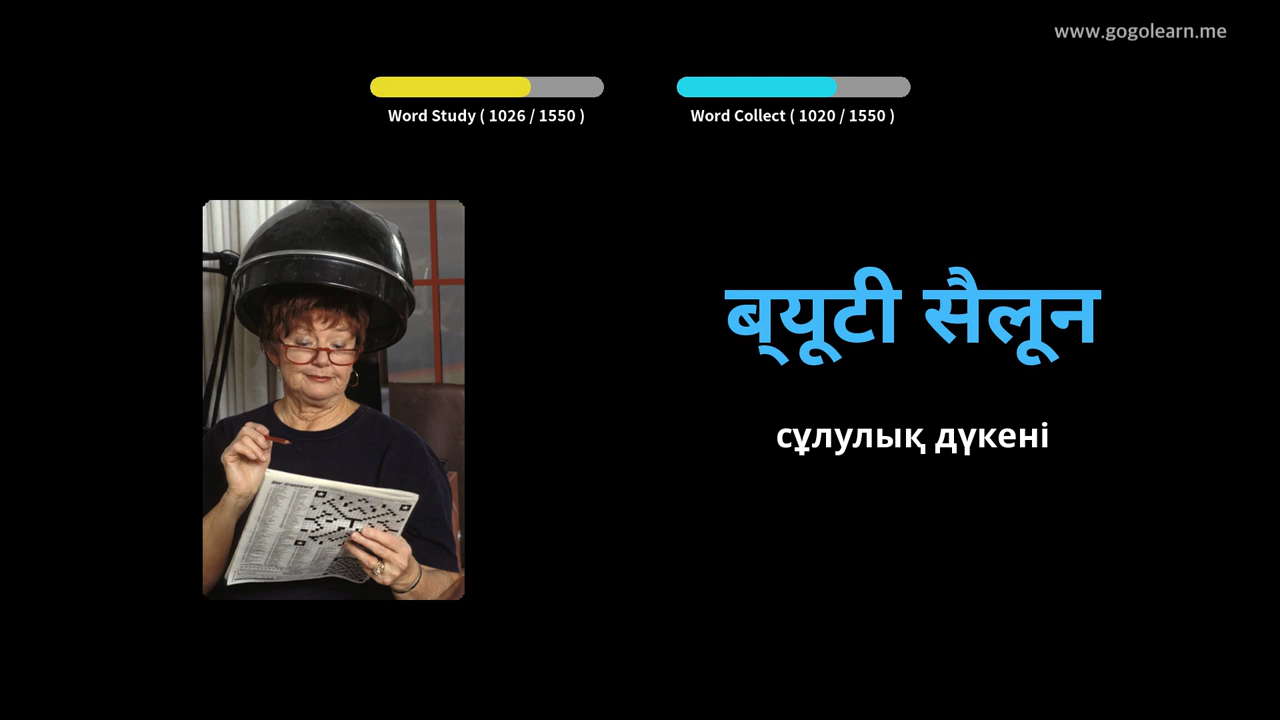 www.gogolearn.me
Word Study ( 1026 / 1550 )
Word Collect ( 1020 / 1550 )
ब्यूटी सैलून
сұлулық дүкені